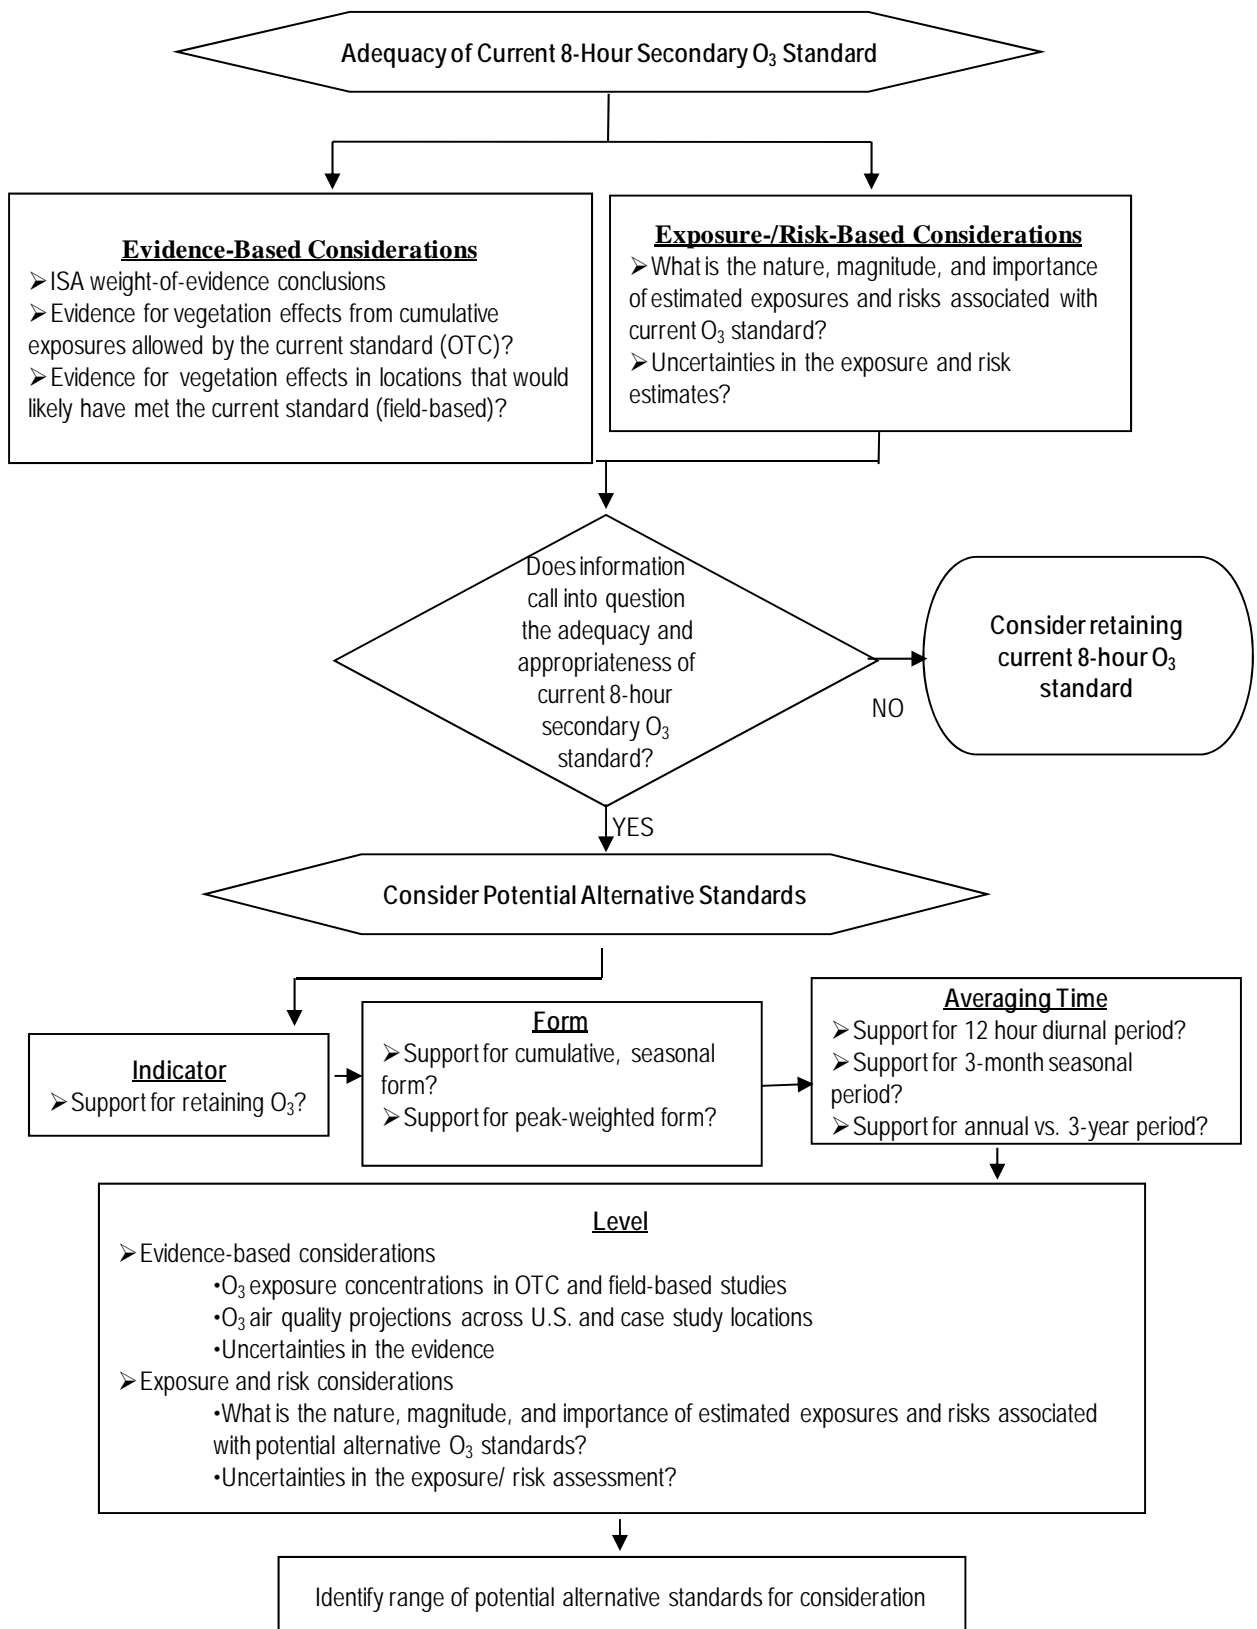 Adequacy of Current 8-Hour Secondary O₃ Standard
Evidence-Based Considerations
➢ISA weight-of-evidence conclusions
➢Evidence for vegetation effects from cumulative
exposures allowed by the current standard (OTC)?
➢Evidence for vegetation effects in locations that would
likely have met the current standard (field-based)?
Exposure-/Risk-Based Considerations
➢What is the nature, magnitude, and importance
of estimated exposures and risks associated with
current O₃ standard?
➢Uncertainties in the exposure and risk
estimates?
Does information
call into question
the adequacy and
appropriateness of
current 8-hour
secondary O₃
standard?
NO
Consider retaining
current 8-hour O₃
standard
YES
Consider Potential Alternative Standards
Indicator
➢Support for retaining O₃?
Form
➢Support for cumulative, seasonal
form?
➢Support for peak-weighted form?
Averaging Time
➢Support for 12 hour diurnal period?
➢Support for 3-month seasonal
period?
➢Support for annual vs. 3-year period?
Level
➢Evidence-based considerations
•O₃ exposure concentrations in OTC and field-based studies
•O₃ air quality projections across U.S. and case study locations
•Uncertainties in the evidence
➢Exposure and risk considerations
•What is the nature, magnitude, and importance of estimated exposures and risks associated
with potential alternative O₃ standards?
•Uncertainties in the exposure/ risk assessment?
Identify range of potential alternative standards for consideration